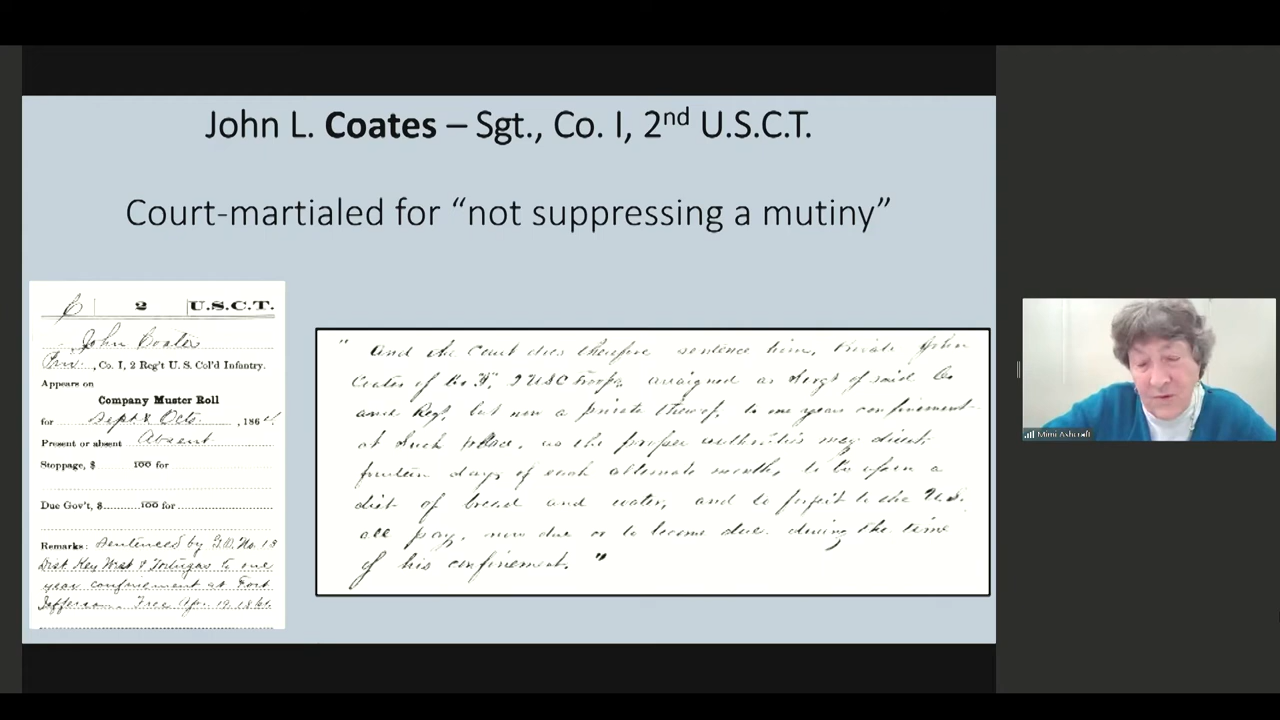 John L. Coates – Sgt., Co. I, 2nd U.S.C.T.
Court-martialed for “not suppressing a mutiny”
C 2 U.S.C.T.
John Coates
, Co. I, 2 Reg't U. S. Col'd Infantry.
Appears on
Company Muster Roll
for Sept & Octo , 1864.
Present or absent Absent
Stoppage, $ 100 for
Due Gov't, $ 100 for
Remarks: Sentenced by G.O. No. 13
Dist Key West & Tortugas to one
year confinement at Fort
Jefferson. Apr. 19. 1864.
" And the Court does therefore sentence him, Private John
Coates of Co. 2 USC Troops, arraigned as Sergt of said Co
and Regt, but now a private thereof, to one years confinement
at such place, as the proper authorities may direct
fourteen days of each alternate month, to be upon a
diet of bread and water, and to forfeit to the U.S.
all pay, now due or to become due during the time
of his confinement. "
Mimi Ashcraft